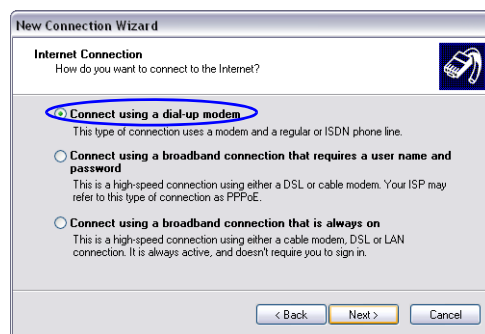 New Connection Wizard
Internet Connection
How do you want to connect to the Internet?
Connect using a dial-up modem
This type of connection uses a modem and a regular or ISDN phone line.
Connect using a broadband connection that requires a user name and
password
This is a high-speed connection using either a DSL or cable modem. Your ISP may
refer to this type of connection as PPPoE.
Connect using a broadband connection that is always on
This is a high-speed connection using either a cable modem, DSL or LAN
connection. It is always active, and doesn't require you to sign in.
< Back Next > Cancel